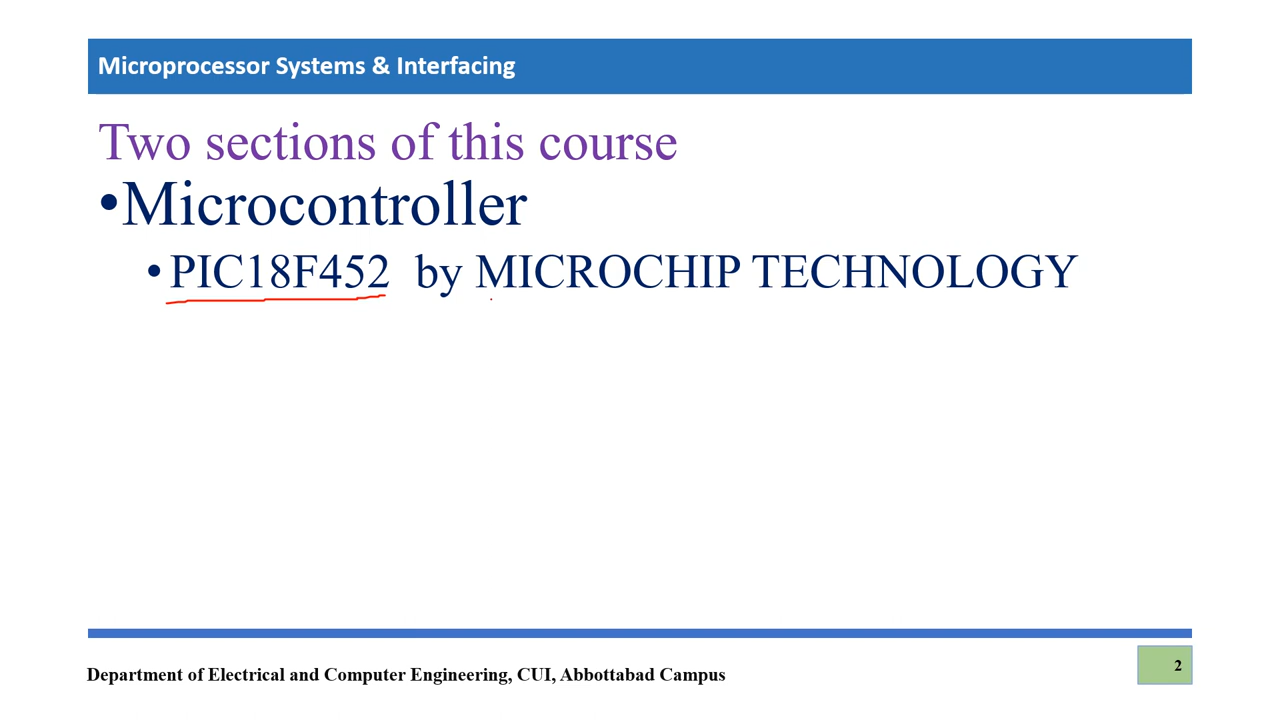 Microprocessor Systems & Interfacing
Two sections of this course
•Microcontroller
• PIC18F452 by MICROCHIP TECHNOLOGY
Department of Electrical and Computer Engineering, CUI, Abbottabad Campus
2